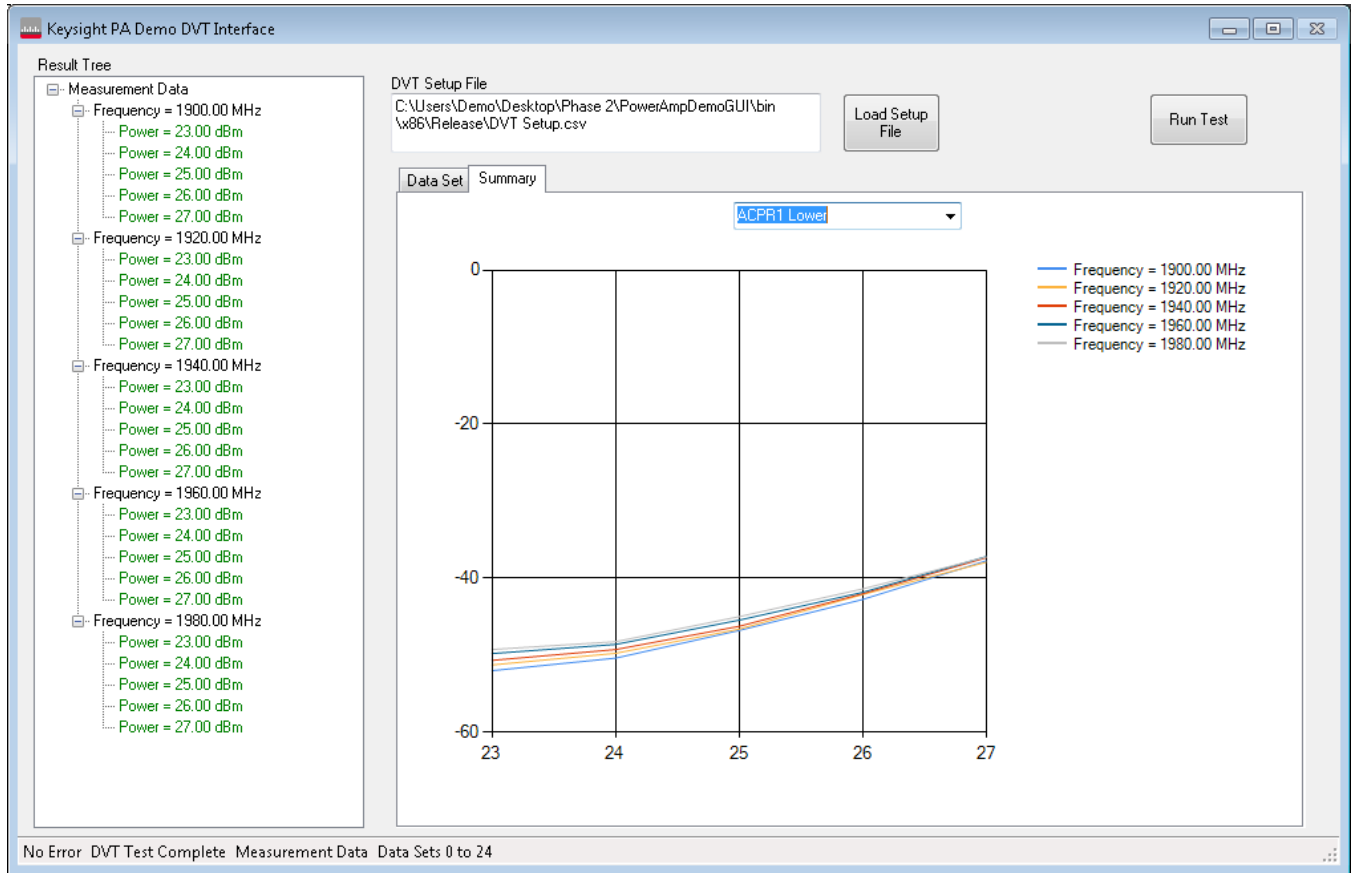 Keysight PA Demo DVT Interface
Result Tree
Measurement Data
Frequency = 1900.00 MHz
Power = 23.00 dBm
Power = 24.00 dBm
Power = 25.00 dBm
Power = 26.00 dBm
Power = 27.00 dBm
Frequency = 1920.00 MHz
Power = 23.00 dBm
Power = 24.00 dBm
Power = 25.00 dBm
Power = 26.00 dBm
Power = 27.00 dBm
Frequency = 1940.00 MHz
Power = 23.00 dBm
Power = 24.00 dBm
Power = 25.00 dBm
Power = 26.00 dBm
Power = 27.00 dBm
Frequency = 1960.00 MHz
Power = 23.00 dBm
Power = 24.00 dBm
Power = 25.00 dBm
Power = 26.00 dBm
Power = 27.00 dBm
Frequency = 1980.00 MHz
Power = 23.00 dBm
Power = 24.00 dBm
Power = 25.00 dBm
Power = 26.00 dBm
Power = 27.00 dBm
DVT Setup File
C:\Users\Demo\Desktop\Phase 2\PowerAmpDemoGUI\bin
\x86\Release\DVT Setup.csv
Load Setup
File
Run Test
Data Set
Summary
ACPR1 Lower
0
-20
-40
-60
23
24
25
26
27
Frequency = 1900.00 MHz
Frequency = 1920.00 MHz
Frequency = 1940.00 MHz
Frequency = 1960.00 MHz
Frequency = 1980.00 MHz
No Error DVT Test Complete Measurement Data Data Sets 0 to 24